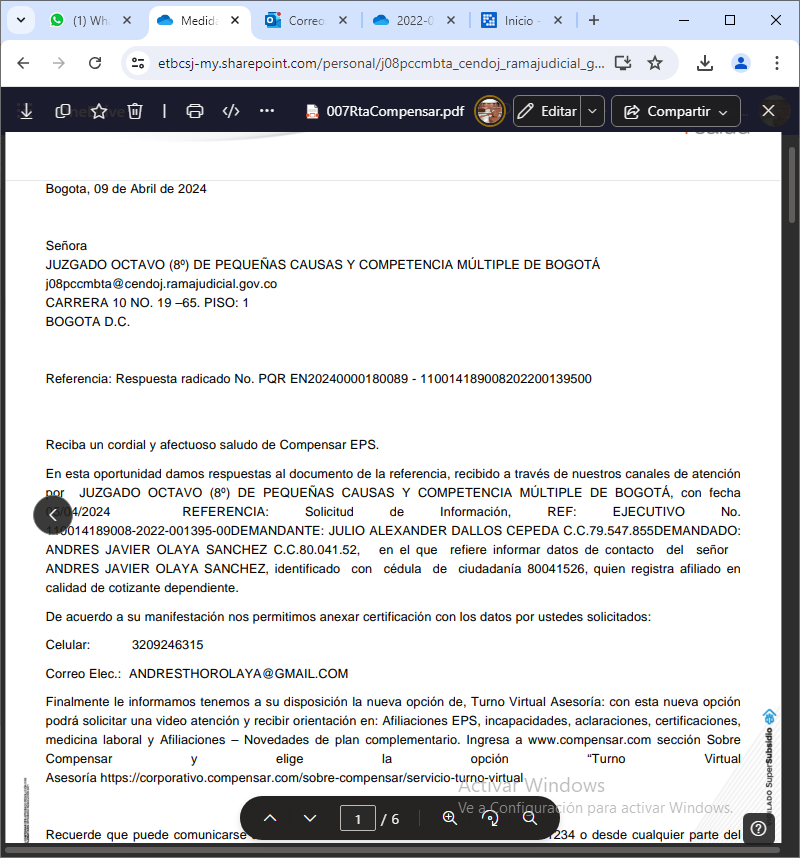 (1) Wh
Medida
Correo
2022-0
Inicio -
etbcsj-my.sharepoint.com/personal/j08pccmbta_cendoj_ramajudicial_g...
007RtaCompensar.pdf
Editar
Compartir
Bogota, 09 de Abril de 2024
Señora
JUZGADO OCTAVO (8º) DE PEQUEÑAS CAUSAS Y COMPETENCIA MÚLTIPLE DE BOGOTÁ
j08pccmbta@cendoj.ramajudicial.gov.co
CARRERA 10 NO. 19 –65. PISO: 1
BOGOTA D.C.
Referencia: Respuesta radicado No. PQR EN20240000180089 - 110014189008202200139500
Reciba un cordial y afectuoso saludo de Compensar EPS.
En esta oportunidad damos respuestas al documento de la referencia, recibido a través de nuestros canales de atención
por JUZGADO OCTAVO (8º) DE PEQUEÑAS CAUSAS Y COMPETENCIA MÚLTIPLE DE BOGOTÁ, con fecha
/04/2024 REFERENCIA: Solicitud de Información, REF: EJECUTIVO No.
110014189008-2022-001395-00DEMANDANTE: JULIO ALEXANDER DALLOS CEPEDA C.C.79.547.855DEMANDADO:
ANDRES JAVIER OLAYA SANCHEZ C.C.80.041.52, en el que refiere informar datos de contacto del señor
ANDRES JAVIER OLAYA SANCHEZ, identificado con cédula de ciudadanía 80041526, quien registra afiliado en
calidad de cotizante dependiente.
De acuerdo a su manifestación nos permitimos anexar certificación con los datos por ustedes solicitados:
Celular: 3209246315
Correo Elec.: ANDRESTHOROLAYA@GMAIL.COM
Finalmente le informamos tenemos a su disposición la nueva opción de, Turno Virtual Asesoría: con esta nueva opción
podrá solicitar una video atención y recibir orientación en: Afiliaciones EPS, incapacidades, aclaraciones, certificaciones,
medicina laboral y Afiliaciones – Novedades de plan complementario. Ingresa a www.compensar.com sección Sobre
Compensar y elige la opción “Turno Virtual
Asesoría https://corporativo.compensar.com/sobre-compensar/servicio-turno-virtual
Activar Windows
Ve a Configuración para activar Windows.
1 / 6
Recuerde que puede comunicarse 1234 o desde cualquier parte del
LADO SuperSubsidio